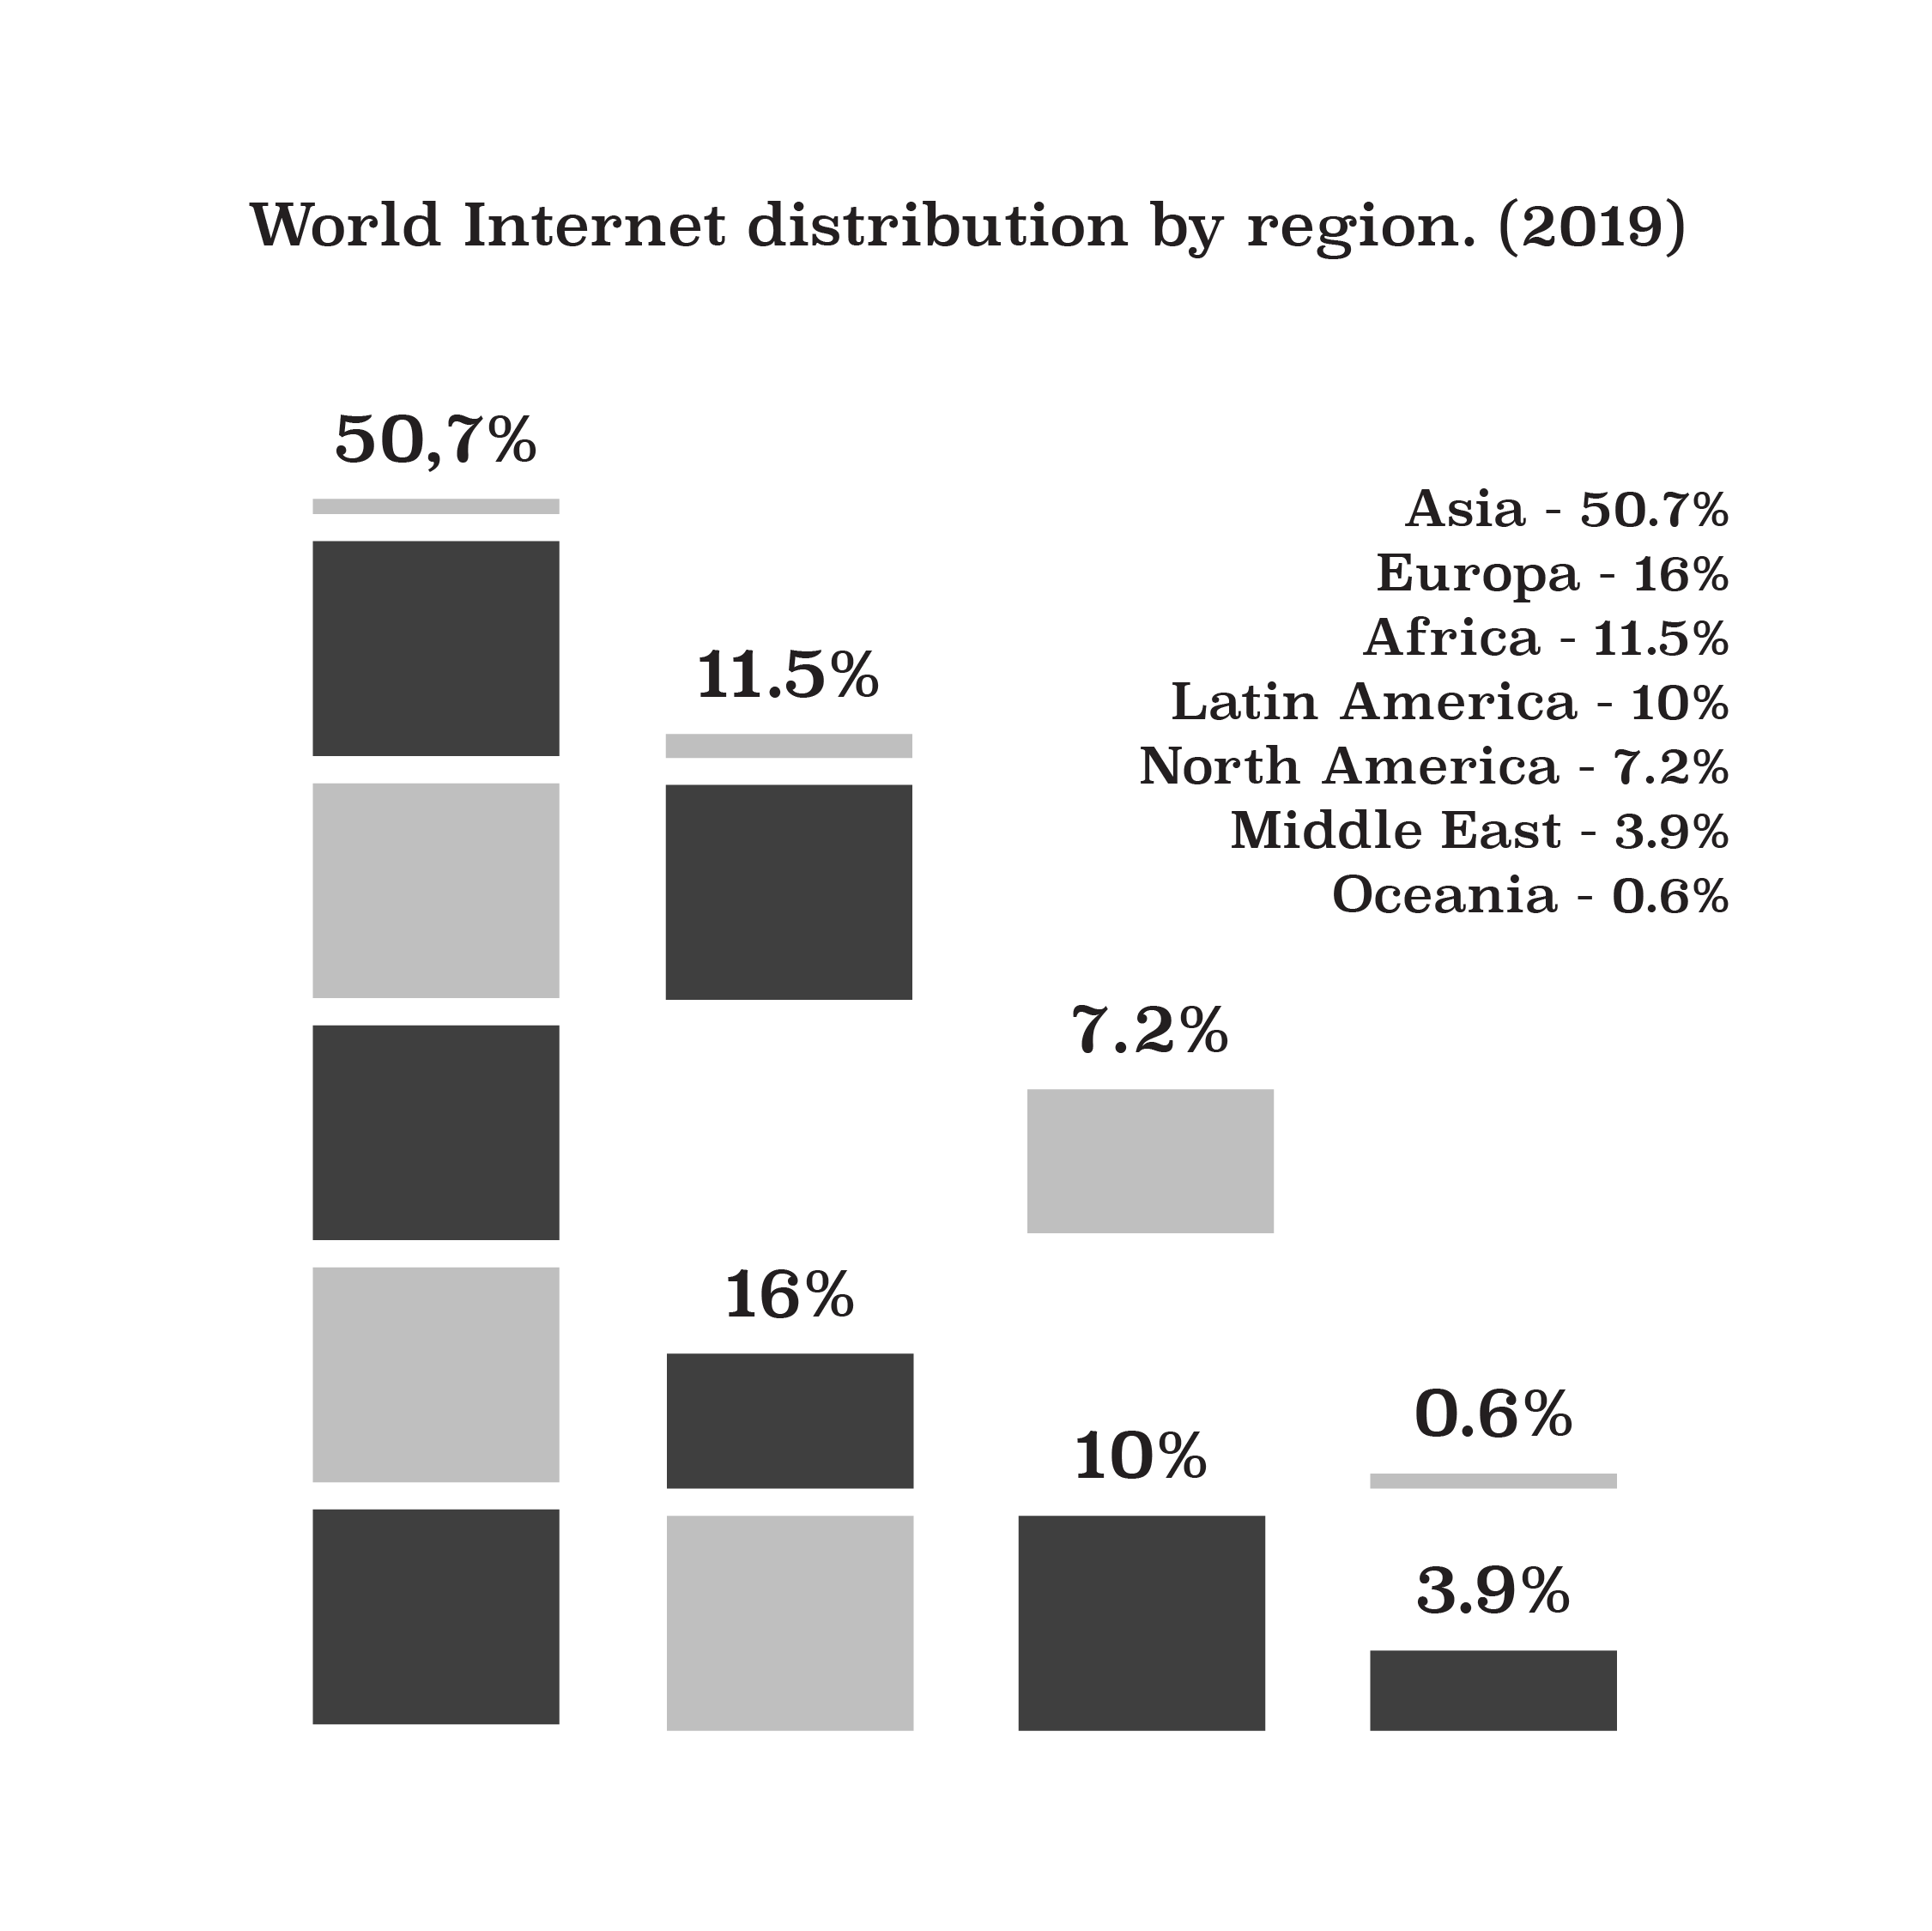 World Internet distribution by region. (2019)
50,7%
11.5%
Asia - 50.7%
Europa - 16%
Africa - 11.5%
Latin America - 10%
North America - 7.2%
Middle East - 3.9%
Oceania - 0.6%
7.2%
16%
10%
0.6%
3.9%